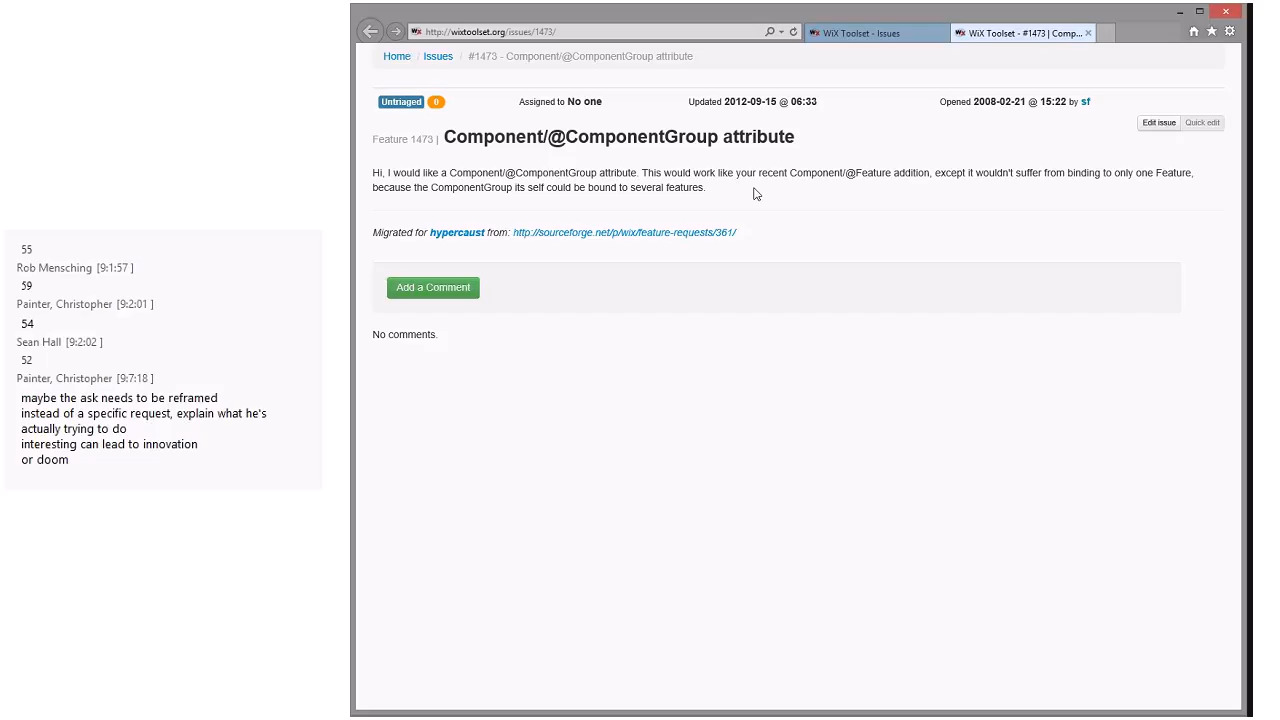 55
Rob Mensching [9:1:57 ]
59
Painter, Christopher [9:2:01 ]
54
Sean Hall [9:2:02 ]
52
Painter, Christopher [9:7:18 ]
maybe the ask needs to be reframed
instead of a specific request, explain what he's
actually trying to do
interesting can lead to innovation
or doom
http://wixtoolset.org/issues/1473/
WiX Toolset - Issues
WiX Toolset - #1473 | Comp...
Home / Issues / #1473 - Component/@ComponentGroup attribute
Untriaged 0 Assigned to No one Updated 2012-09-15 @ 06:33 Opened 2008-02-21 @ 15:22 by sf
Edit issue Quick edit
Feature 1473 | Component/@ComponentGroup attribute
Hi, I would like a Component/@ComponentGroup attribute. This would work like your recent Component/@Feature addition, except it wouldn't suffer from binding to only one Feature,
because the ComponentGroup its self could be bound to several features.
Migrated for hypercaust from: http://sourceforge.net/p/wix/feature-requests/361/
Add a Comment
No comments.